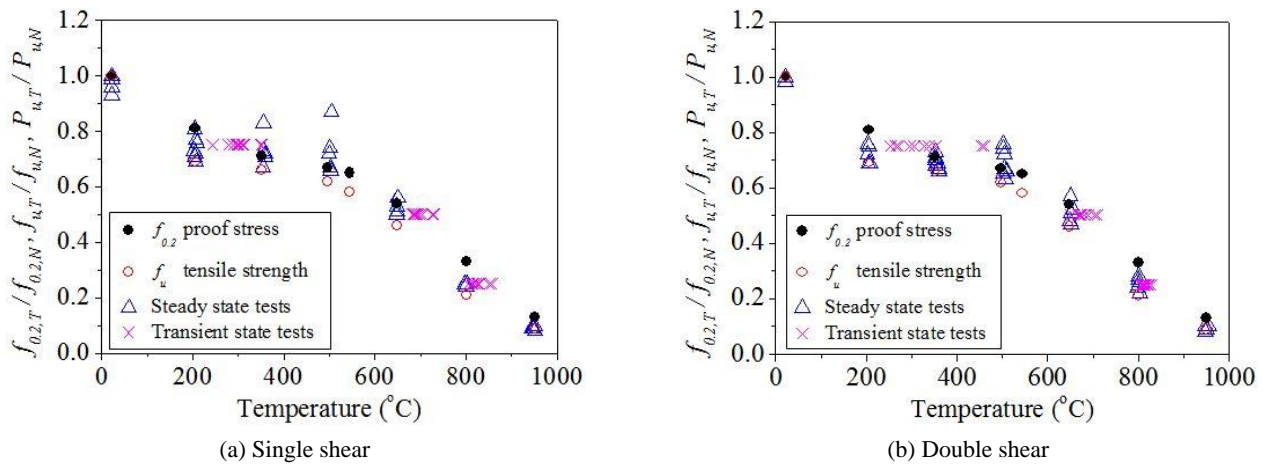 f0.2,T / f0.2,N, fu,T / fu,N, Pu,T / Pu,N
1.2
1.0
0.8
0.6
0.4
0.2
0.0
f0.2 proof stress
fu tensile strength
Steady state tests
Transient state tests
0 200 400 600 800 1000
Temperature (°C)
(a) Single shear
f0.2,T / f0.2,N, fu,T / fu,N, Pu,T / Pu,N
1.2
1.0
0.8
0.6
0.4
0.2
0.0
f0.2 proof stress
fu tensile strength
Steady state tests
Transient state tests
0 200 400 600 800 1000
Temperature (°C)
(b) Double shear